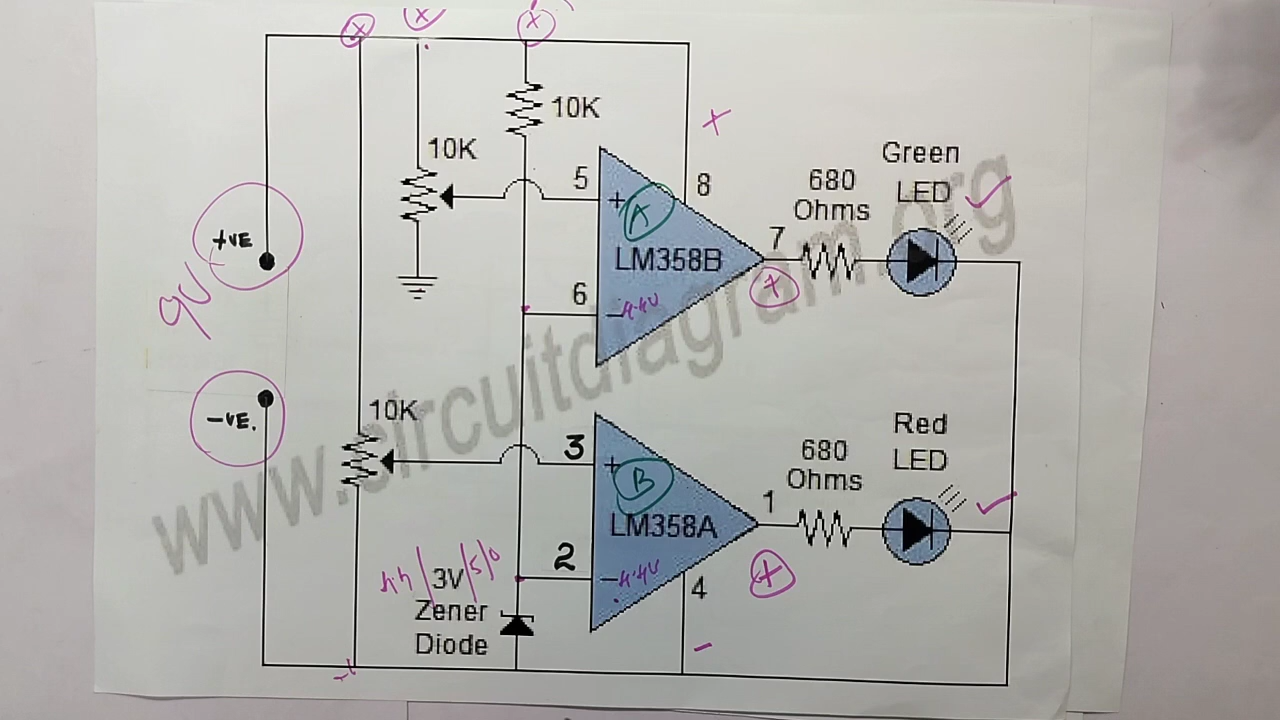 10K
10K
5
+
A
8
680
Ohms
Green
LED
+VE
9V
LM358B
7
6
-4.4V
-VE.
10K
3
+
B
680
Ohms
Red
LED
LM358A
1
2
-4.4V
4
4.4/3V/5/0
Zener
Diode
www.circuitdiagram.org